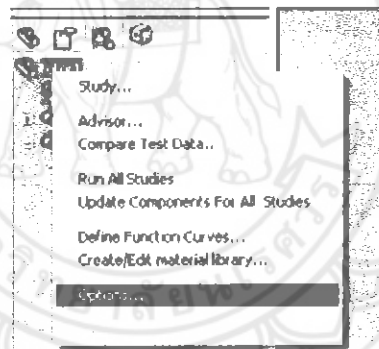 Study...
Advisor...
Compare Test Data..
Run All Studies
Update Components For All Studies
Define Function Curves...
Create/Edit material library...
Options...